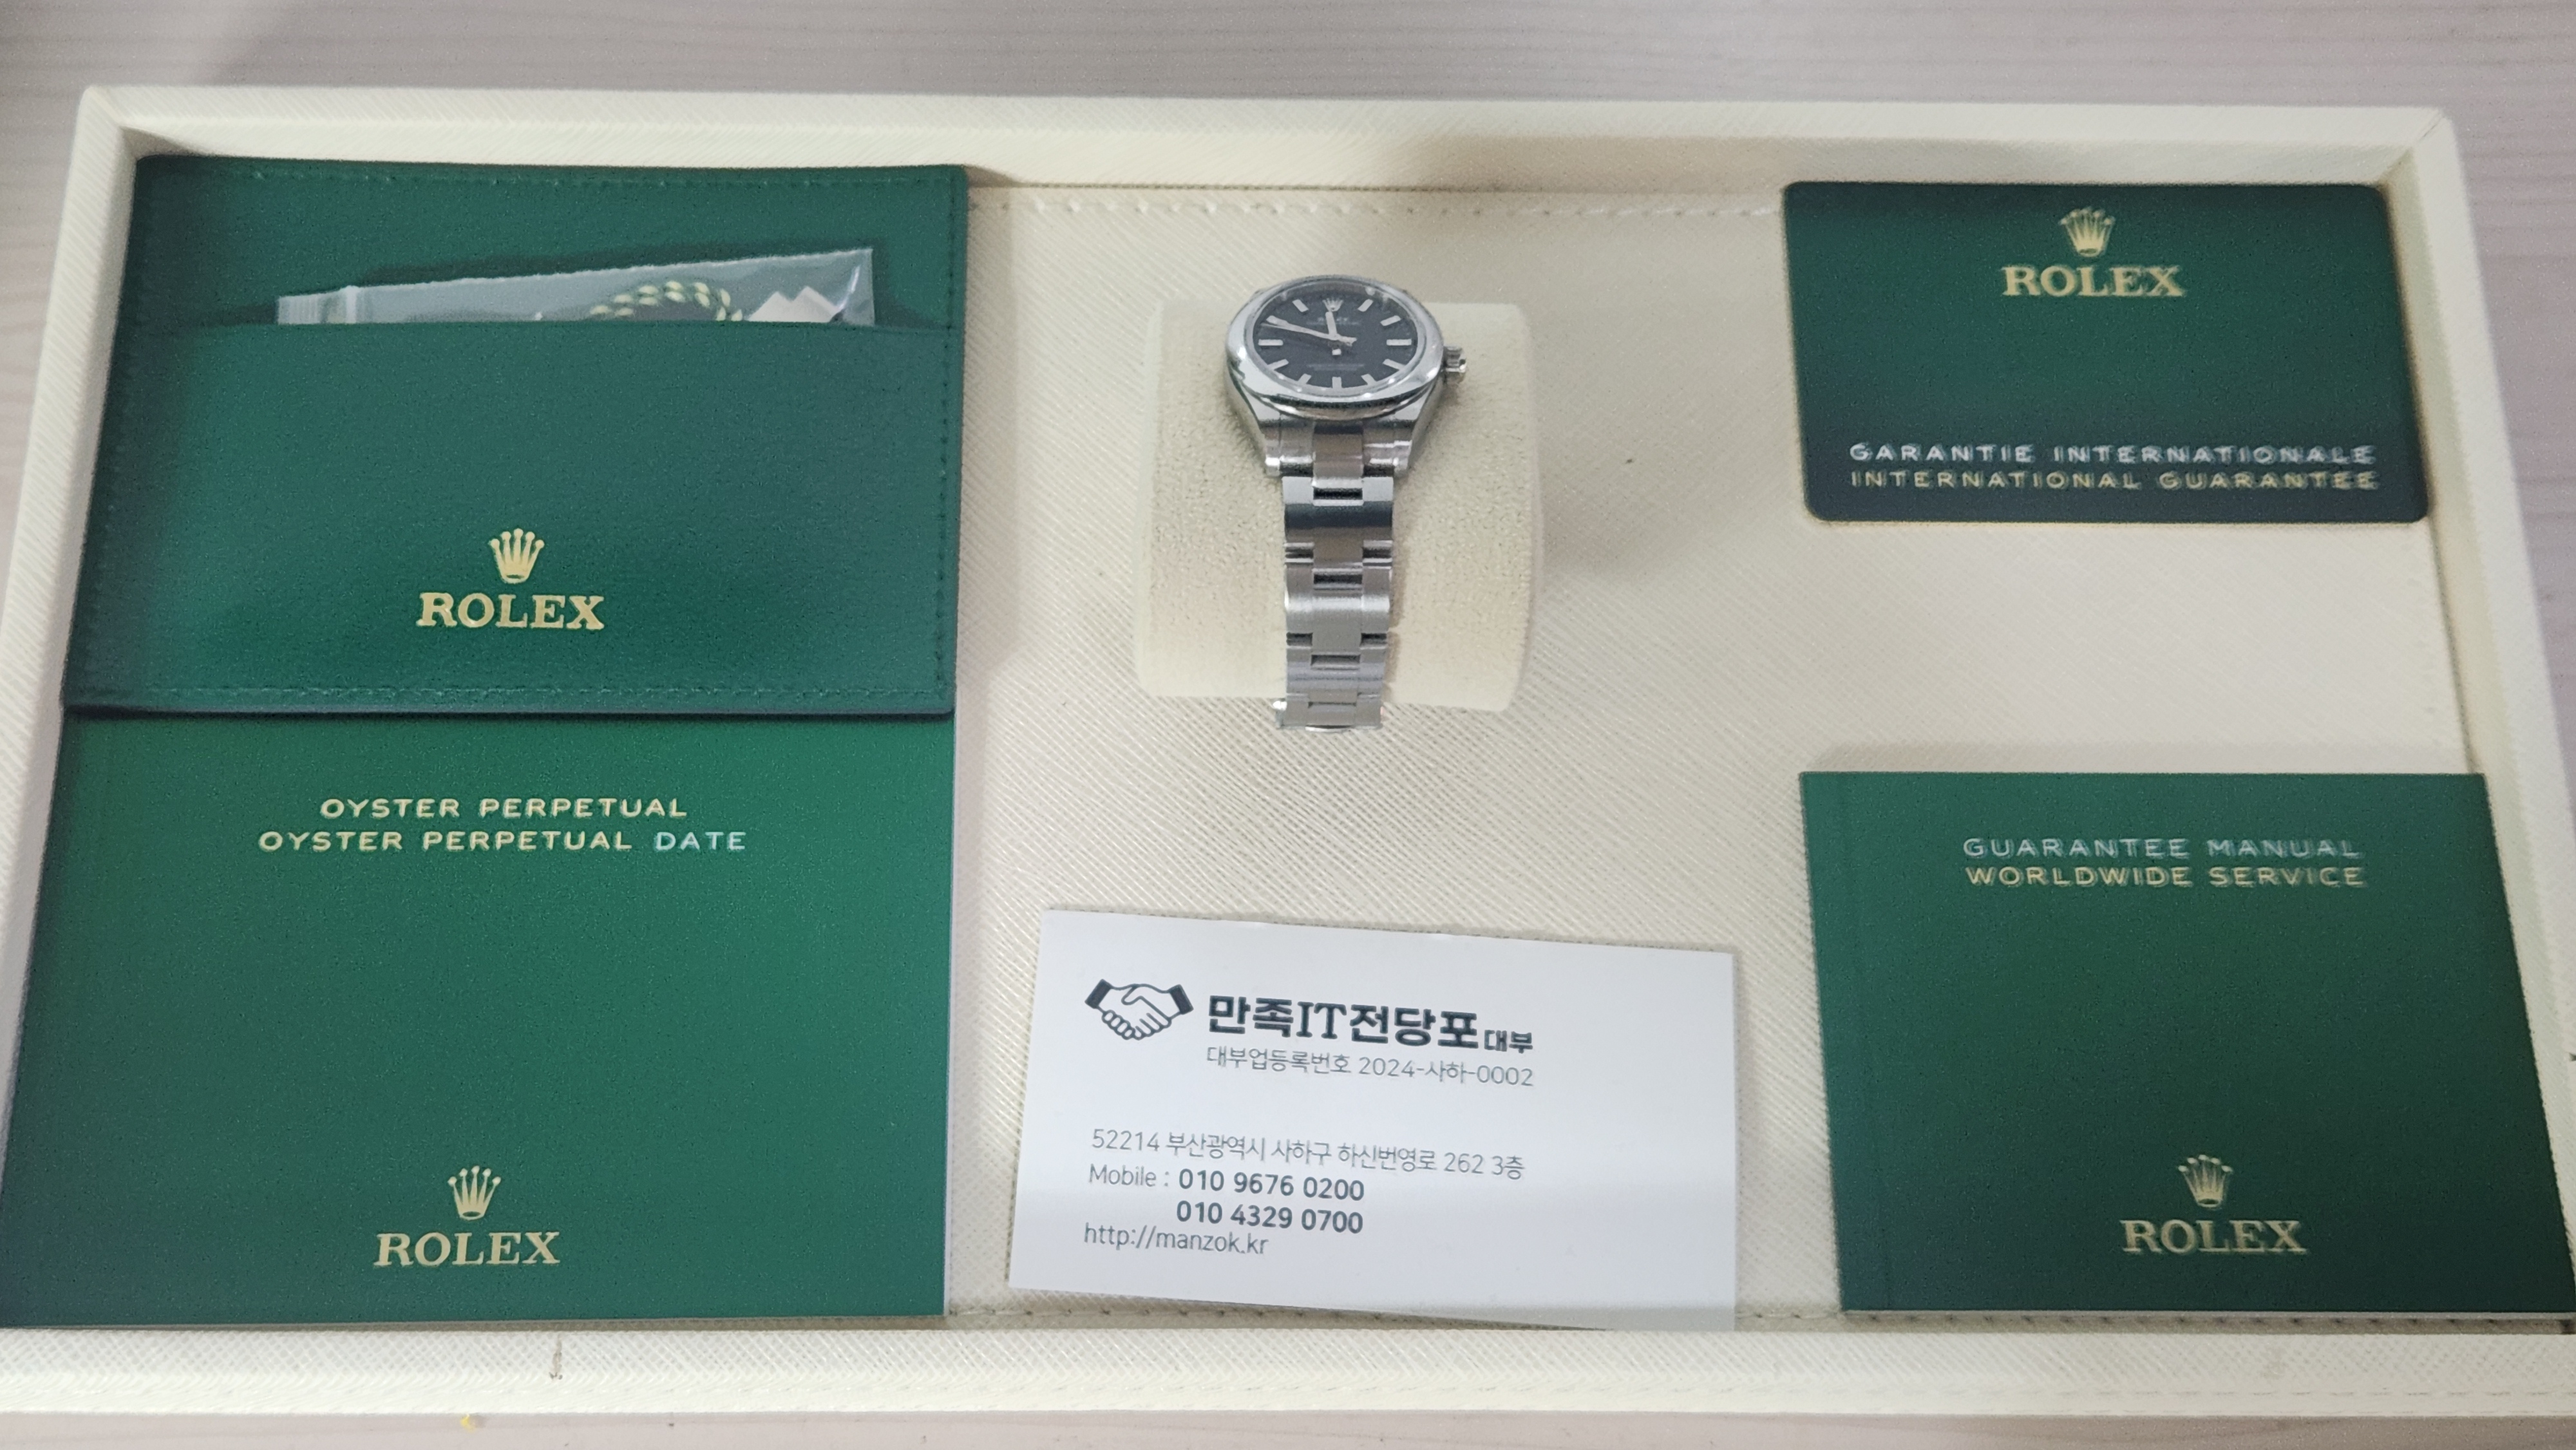 ROLEX
OYSTER PERPETUAL
OYSTER PERPETUAL DATE
ROLEX
ROLEX
GARANTIE INTERNATIONALE
INTERNATIONAL GUARANTEE
만족IT전당포대부
대부업등록번호 2024-사하-0002
52214 부산광역시 사하구 하신번영로 262 3층
Mobile : 010 9676 0200
010 4329 0700
http://manzok.kr
GUARANTEE MANUAL
WORLDWIDE SERVICE
ROLEX